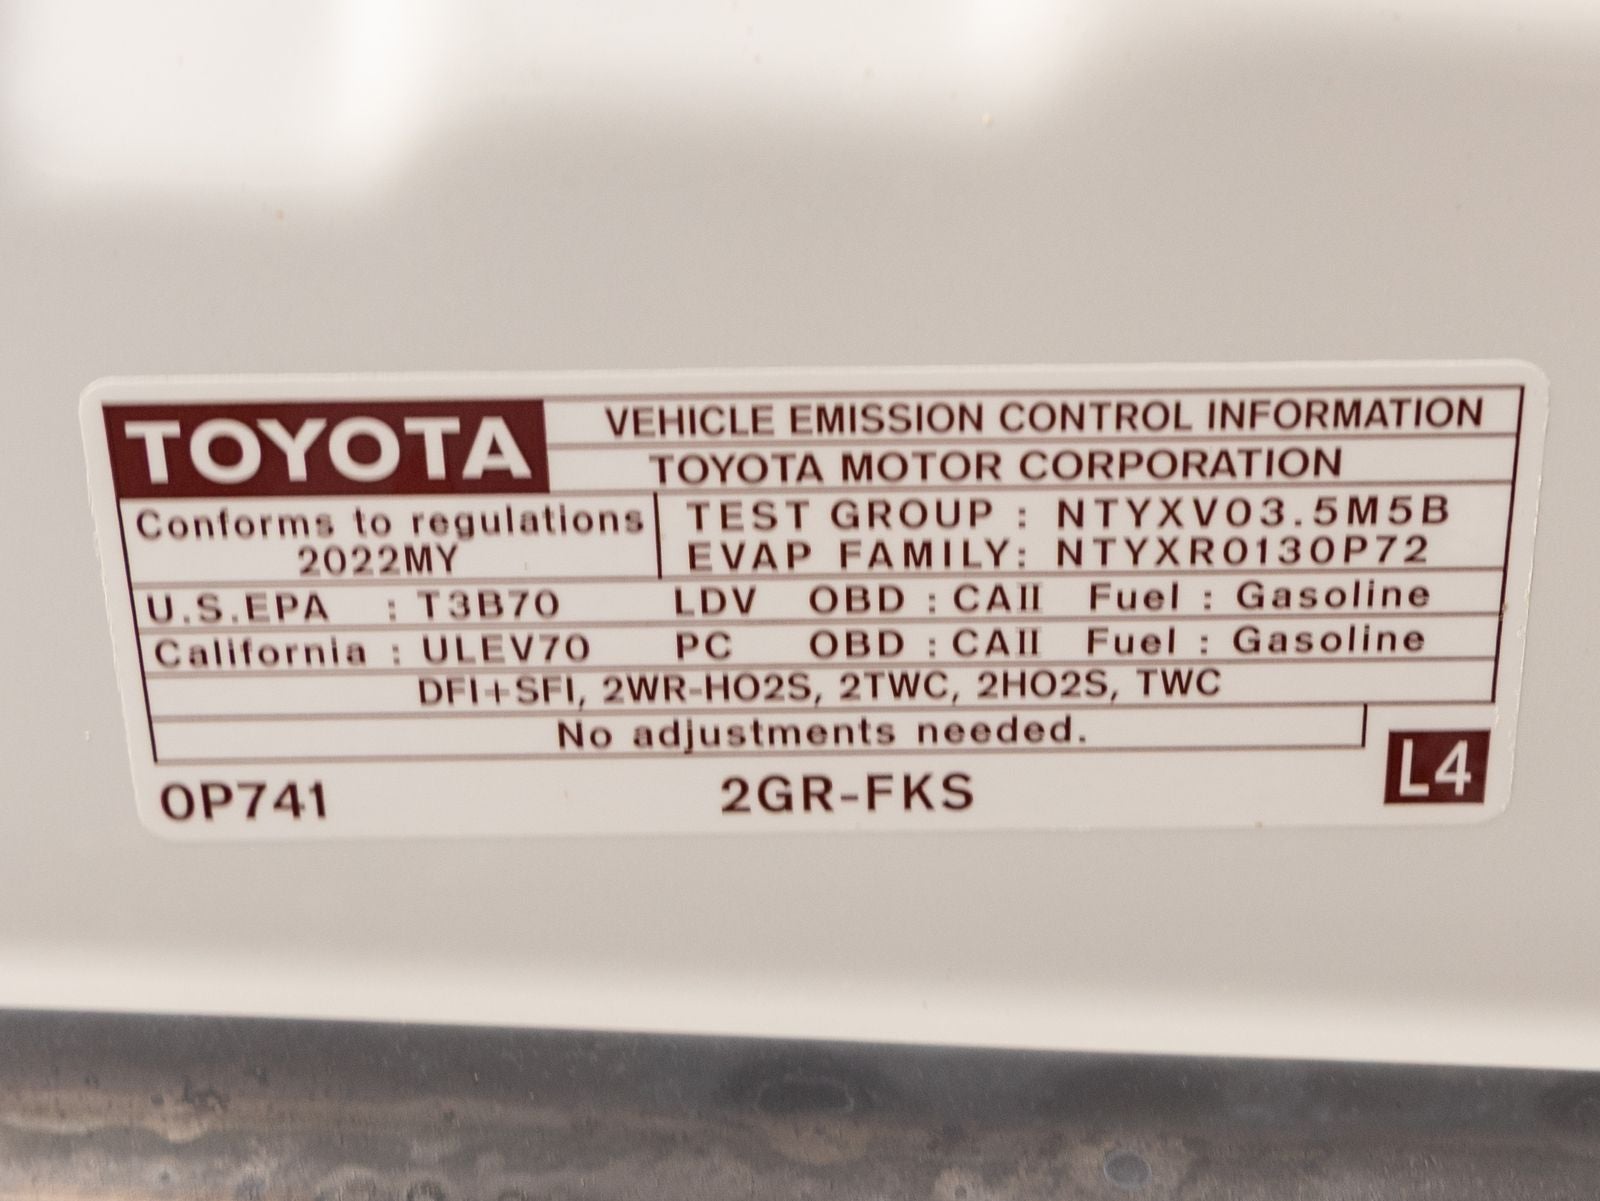 TOYOTA
VEHICLE EMISSION CONTROL INFORMATION
TOYOTA MOTOR CORPORATION
Conforms to regulations
2022MY
TEST GROUP : NTYXV03.5M5B
EVAP FAMILY: NTYXR0130P72
U.S.EPA : T3B70 LDV OBD : CAII Fuel : Gasoline
California : ULEV70 PC OBD : CAII Fuel : Gasoline
DFI+SFI, 2WR-HO2S, 2TWC, 2HO2S, TWC
No adjustments needed.
0P741 2GR-FKS L4